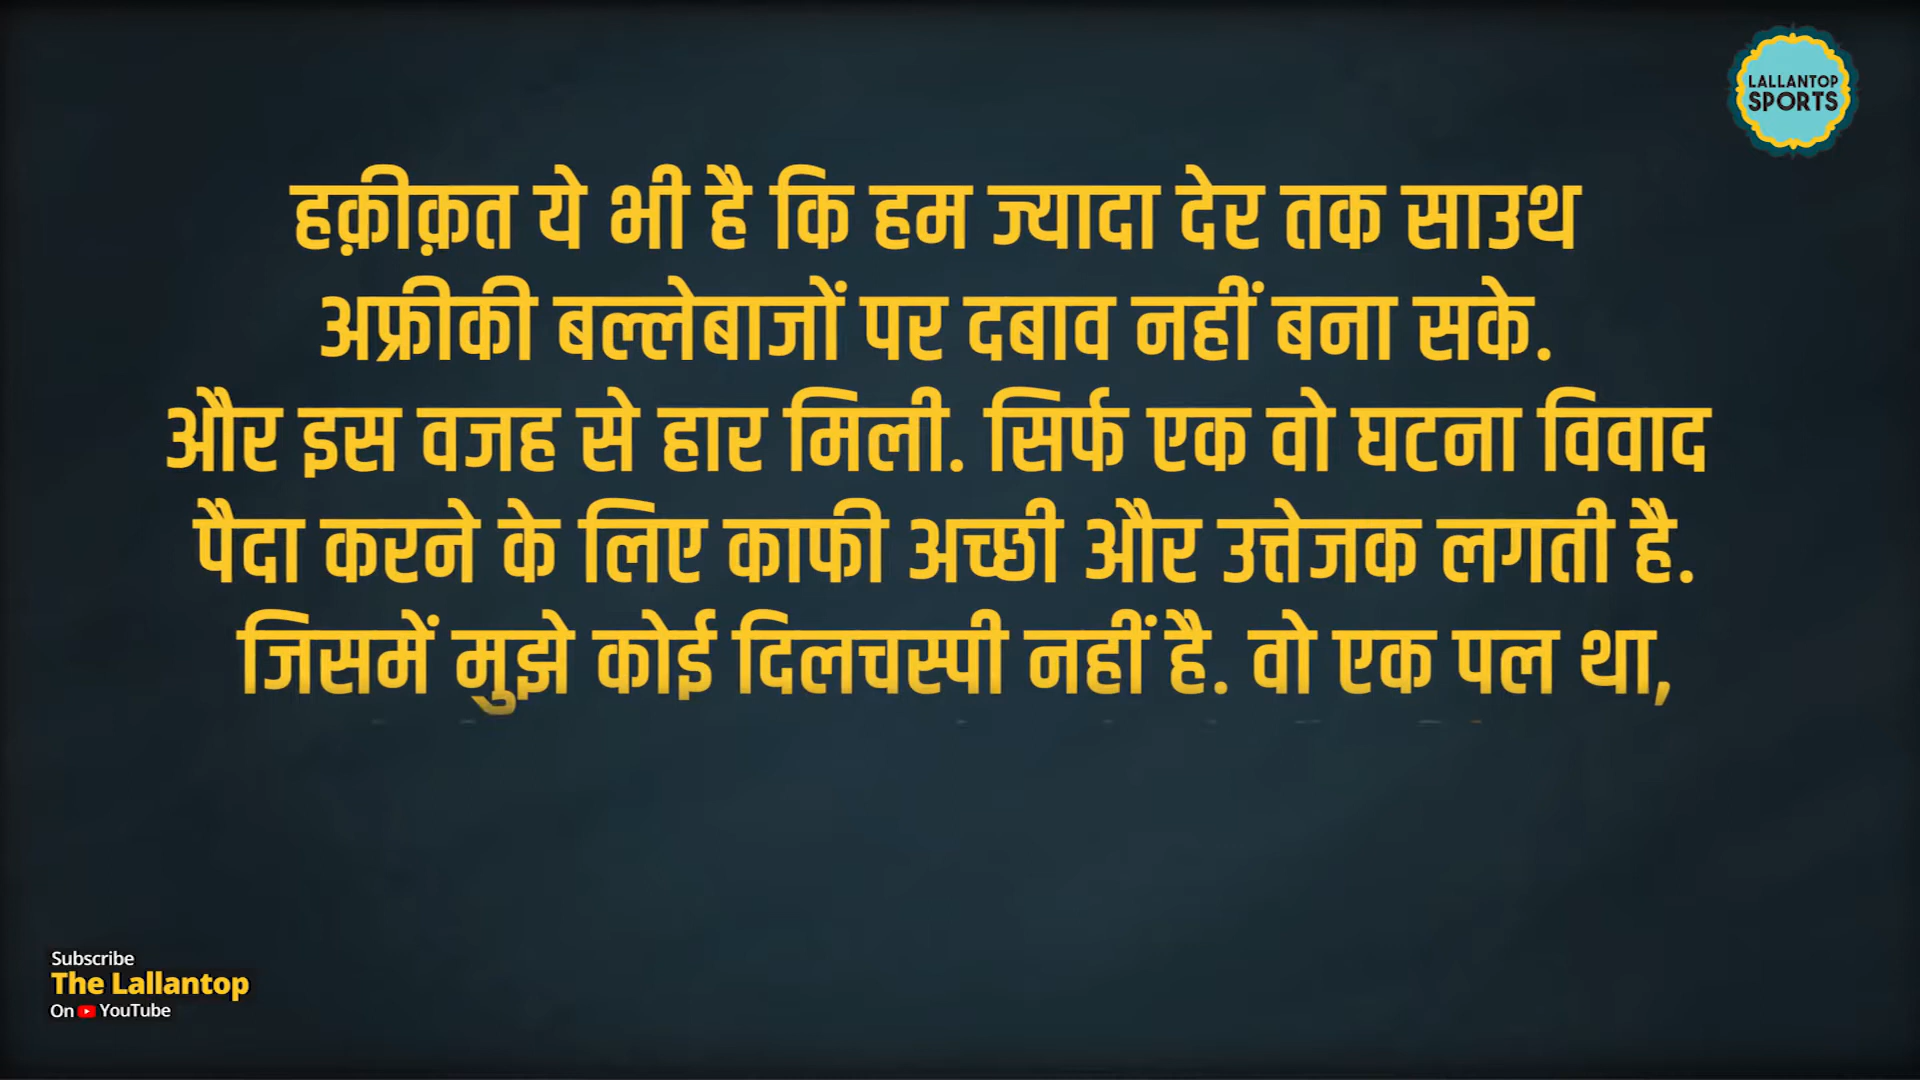 LALLANTOP
SPORTS
हक़ीक़त ये भी है कि हम ज्यादा देर तक साउथ
अफ्रीकी बल्लेबाजों पर दबाव नहीं बना सके.
और इस वजह से हार मिली. सिर्फ एक वो घटना विवाद
पैदा करने के लिए काफी अच्छी और उत्तेजक लगती है.
जिसमें मुझे कोई दिलचस्पी नहीं है. वो एक पल था,
Subscribe
The Lallantop
On YouTube